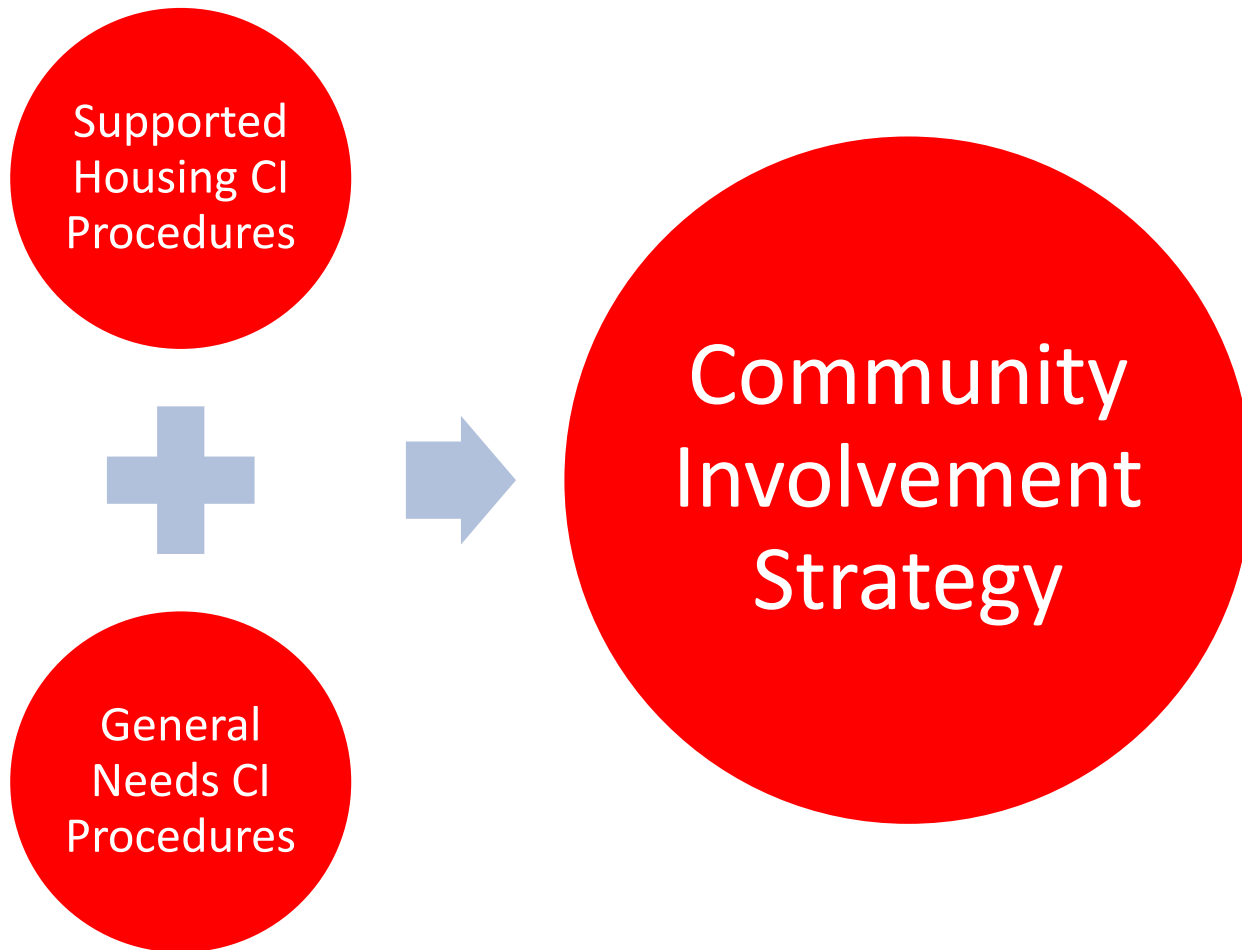 Supported
Housing CI
Procedures
General
Needs CI
Procedures
Community
Involvement
Strategy